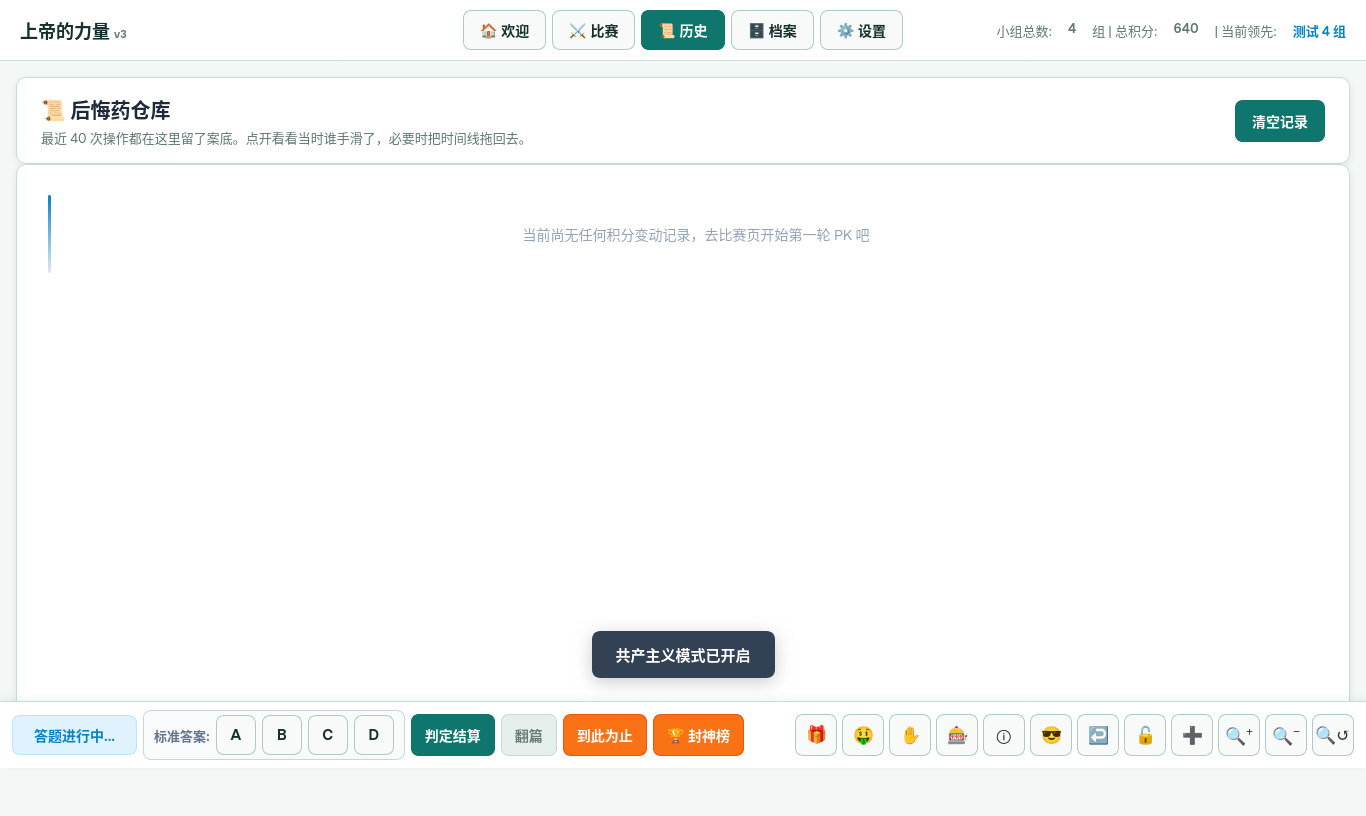 上帝的力量 v3
🏠 欢迎
⚔️ 比赛
📜 历史
🗄️ 档案
⚙️ 设置
小组总数: 4 组 | 总积分: 640 | 当前领先: 测试 4 组
📜 后悔药仓库
最近 40 次操作都在这里留了案底。点开看看当时谁手滑了，必要时把时间线拖回去。
清空记录
当前尚无任何积分变动记录，去比赛页开始第一轮 PK 吧
共产主义模式已开启
答题进行中...
标准答案: A B C D
判定结算
翻篇
到此为止
🏆 封神榜